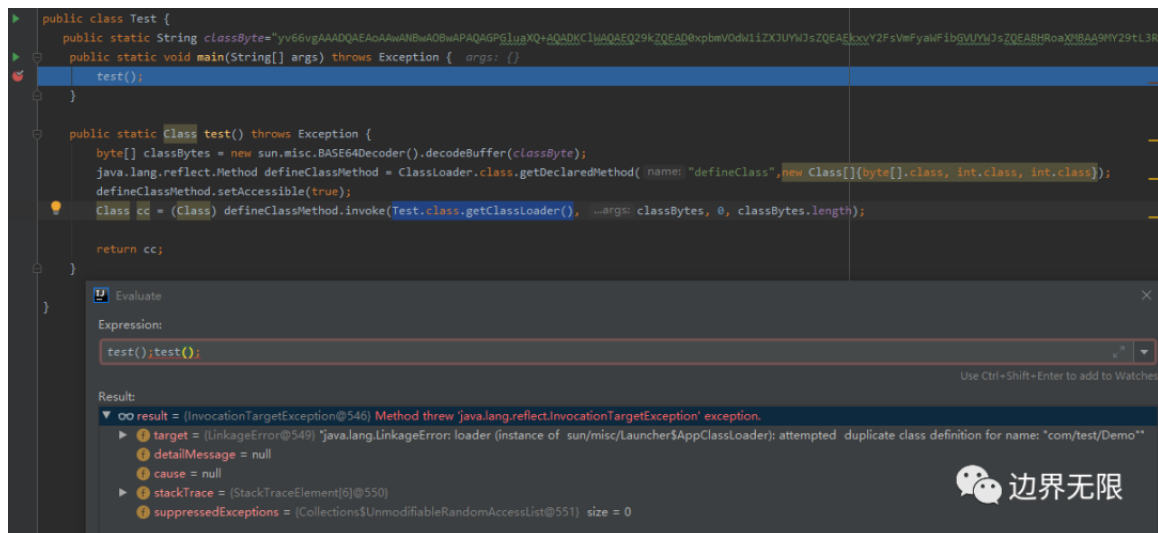 public class Test {
public static String classByte="yv66vgAAADQAEAoAAwANBwAOBwAPAQAGPGluaXQ+AQADKClWAQAEQ29kZQEAD0xpbmVOdW1iZXJUYWJsZQEAEkxvY2FsVmFyaWFibGVUYWJsZQEABHRoaXMBAA9MY29tL3R
public static void main(String[] args) throws Exception { args: {}
test();
}
public static Class test() throws Exception {
byte[] classBytes = new sun.misc.BASE64Decoder().decodeBuffer(classByte);
java.lang.reflect.Method defineClassMethod = ClassLoader.class.getDeclaredMethod( name: "defineClass",new Class[]{byte[].class, int.class, int.class});
defineClassMethod.setAccessible(true);
Class cc = (Class) defineClassMethod.invoke(Test.class.getClassLoader(), ...args: classBytes, 0, classBytes.length);
return cc;
}
}
Evaluate
Expression:
test();test();
Use Ctrl+Shift+Enter to add to Watches
Result:
result = {InvocationTargetException@546} Method threw 'java.lang.reflect.InvocationTargetException' exception.
target = {LinkageError@549} "java.lang.LinkageError: loader (instance of sun/misc/Launcher$AppClassLoader): attempted duplicate class definition for name: "com/test/Demo""
detailMessage = null
cause = null
stackTrace = {StackTraceElement[6]@550}
suppressedExceptions = {Collections$UnmodifiableRandomAccessList@551} size = 0
边界无限